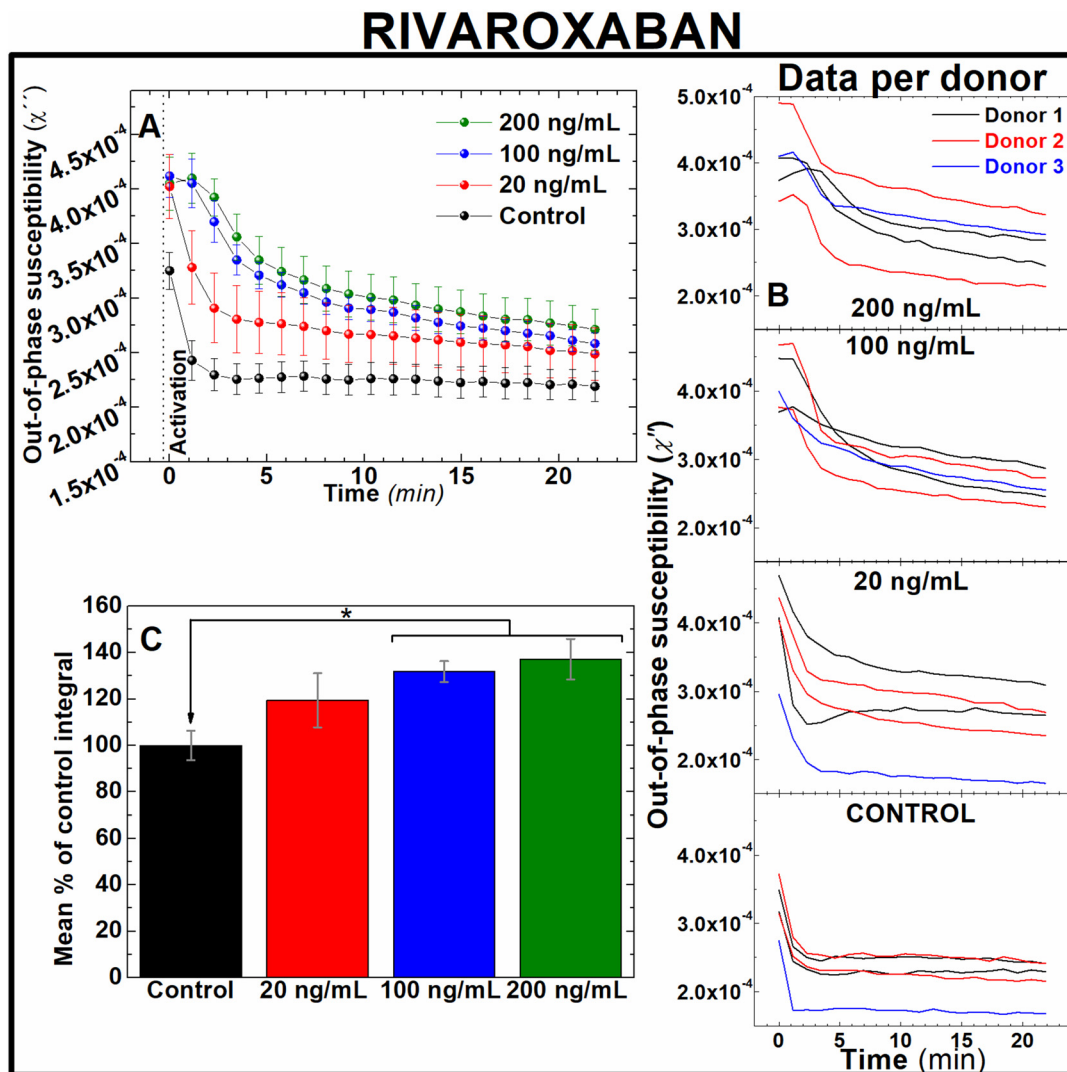 RIVAROXABAN
A
200 ng/mL
100 ng/mL
20 ng/mL
Control
Out-of-phase susceptibility (χ´´)
4.5x10⁻⁴
4.0x10⁻⁴
3.5x10⁻⁴
3.0x10⁻⁴
2.5x10⁻⁴
2.0x10⁻⁴
1.5x10⁻⁴
Activation
0 5 10 15 20
Time (min)
C
*
Mean % of control integral
160
140
120
100
80
60
40
20
0
Control 20 ng/mL 100 ng/mL 200 ng/mL
Data per donor
Donor 1
Donor 2
Donor 3
Out-of-phase susceptibility (χ")
5.0x10⁻⁴
4.0x10⁻⁴
3.0x10⁻⁴
2.0x10⁻⁴
B
200 ng/mL
100 ng/mL
4.0x10⁻⁴
3.0x10⁻⁴
2.0x10⁻⁴
20 ng/mL
4.0x10⁻⁴
3.0x10⁻⁴
2.0x10⁻⁴
CONTROL
4.0x10⁻⁴
3.0x10⁻⁴
2.0x10⁻⁴
0 5 10 15 20
Time (min)